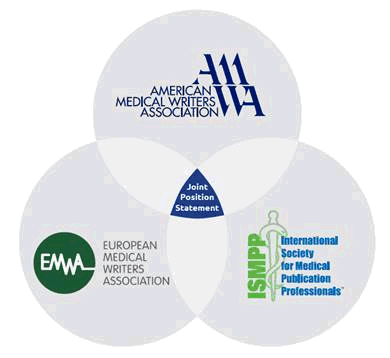 AMWA
AMERICAN
MEDICAL WRITERS
ASSOCIATION
Joint
Position
Statement
EMWA
EUROPEAN
MEDICAL
WRITERS
ASSOCIATION
ISMPP
International
Society
for Medical
Publication
Professionals™